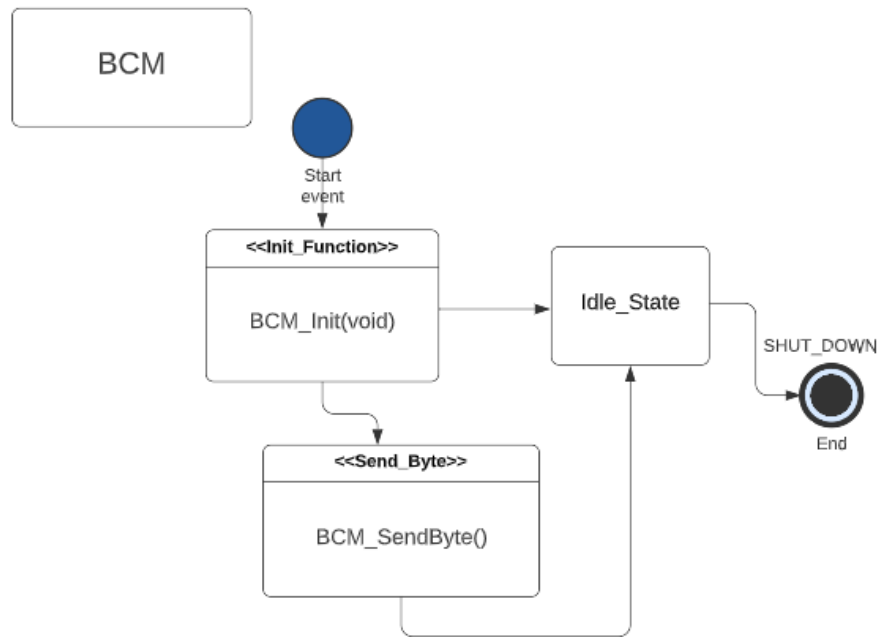 BCM
Start
event
<<Init_Function>>
BCM_Init(void)
Idle_State
SHUT_DOWN
End
<<Send_Byte>>
BCM_SendByte()